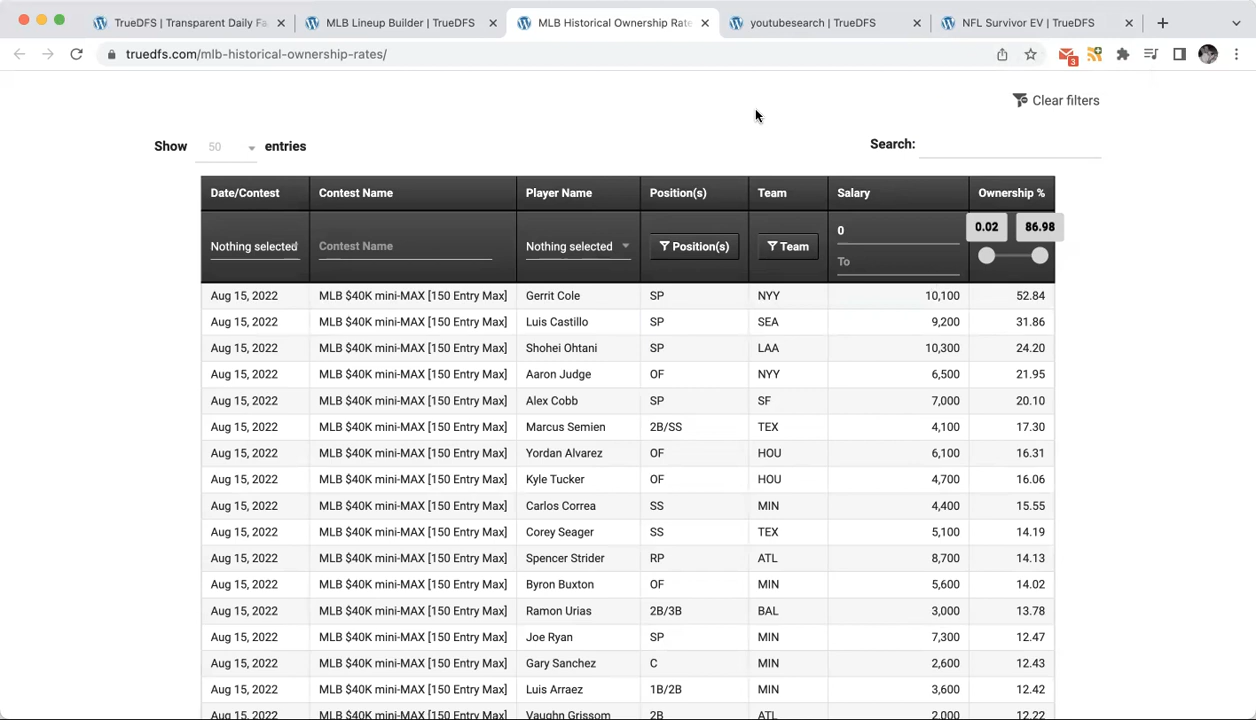 TrueDFS | Transparent Daily Fa
MLB Lineup Builder | TrueDFS
MLB Historical Ownership Rate
youtubesearch | TrueDFS
NFL Survivor EV | TrueDFS
truedfs.com/mlb-historical-ownership-rates/
3
Clear filters
Show 50 entries
Search:
Date/Contest Contest Name Player Name Position(s) Team Salary Ownership %
Nothing selected Contest Name Nothing selected Position(s) Team 0 To 0.02 86.98
Aug 15, 2022 MLB $40K mini-MAX [150 Entry Max] Gerrit Cole SP NYY 10,100 52.84
Aug 15, 2022 MLB $40K mini-MAX [150 Entry Max] Luis Castillo SP SEA 9,200 31.86
Aug 15, 2022 MLB $40K mini-MAX [150 Entry Max] Shohei Ohtani SP LAA 10,300 24.20
Aug 15, 2022 MLB $40K mini-MAX [150 Entry Max] Aaron Judge OF NYY 6,500 21.95
Aug 15, 2022 MLB $40K mini-MAX [150 Entry Max] Alex Cobb SP SF 7,000 20.10
Aug 15, 2022 MLB $40K mini-MAX [150 Entry Max] Marcus Semien 2B/SS TEX 4,100 17.30
Aug 15, 2022 MLB $40K mini-MAX [150 Entry Max] Yordan Alvarez OF HOU 6,100 16.31
Aug 15, 2022 MLB $40K mini-MAX [150 Entry Max] Kyle Tucker OF HOU 4,700 16.06
Aug 15, 2022 MLB $40K mini-MAX [150 Entry Max] Carlos Correa SS MIN 4,400 15.55
Aug 15, 2022 MLB $40K mini-MAX [150 Entry Max] Corey Seager SS TEX 5,100 14.19
Aug 15, 2022 MLB $40K mini-MAX [150 Entry Max] Spencer Strider RP ATL 8,700 14.13
Aug 15, 2022 MLB $40K mini-MAX [150 Entry Max] Byron Buxton OF MIN 5,600 14.02
Aug 15, 2022 MLB $40K mini-MAX [150 Entry Max] Ramon Urias 2B/3B BAL 3,000 13.78
Aug 15, 2022 MLB $40K mini-MAX [150 Entry Max] Joe Ryan SP MIN 7,300 12.47
Aug 15, 2022 MLB $40K mini-MAX [150 Entry Max] Gary Sanchez C MIN 2,600 12.43
Aug 15, 2022 MLB $40K mini-MAX [150 Entry Max] Luis Arraez 1B/2B MIN 3,600 12.42
Aug 15, 2022 MLB $40K mini-MAX [150 Entry Max] Vaughn Grissom 2B ATL 2,000 12.22